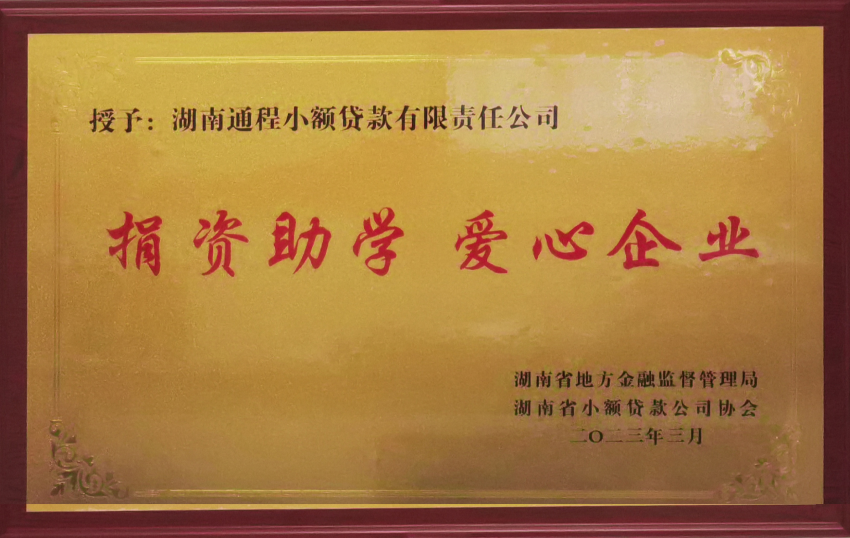 授予：湖南通程小额贷款有限责任公司
捐资助学 爱心企业
湖南省地方金融监督管理局
湖南省小额贷款公司协会
二〇二三年三月